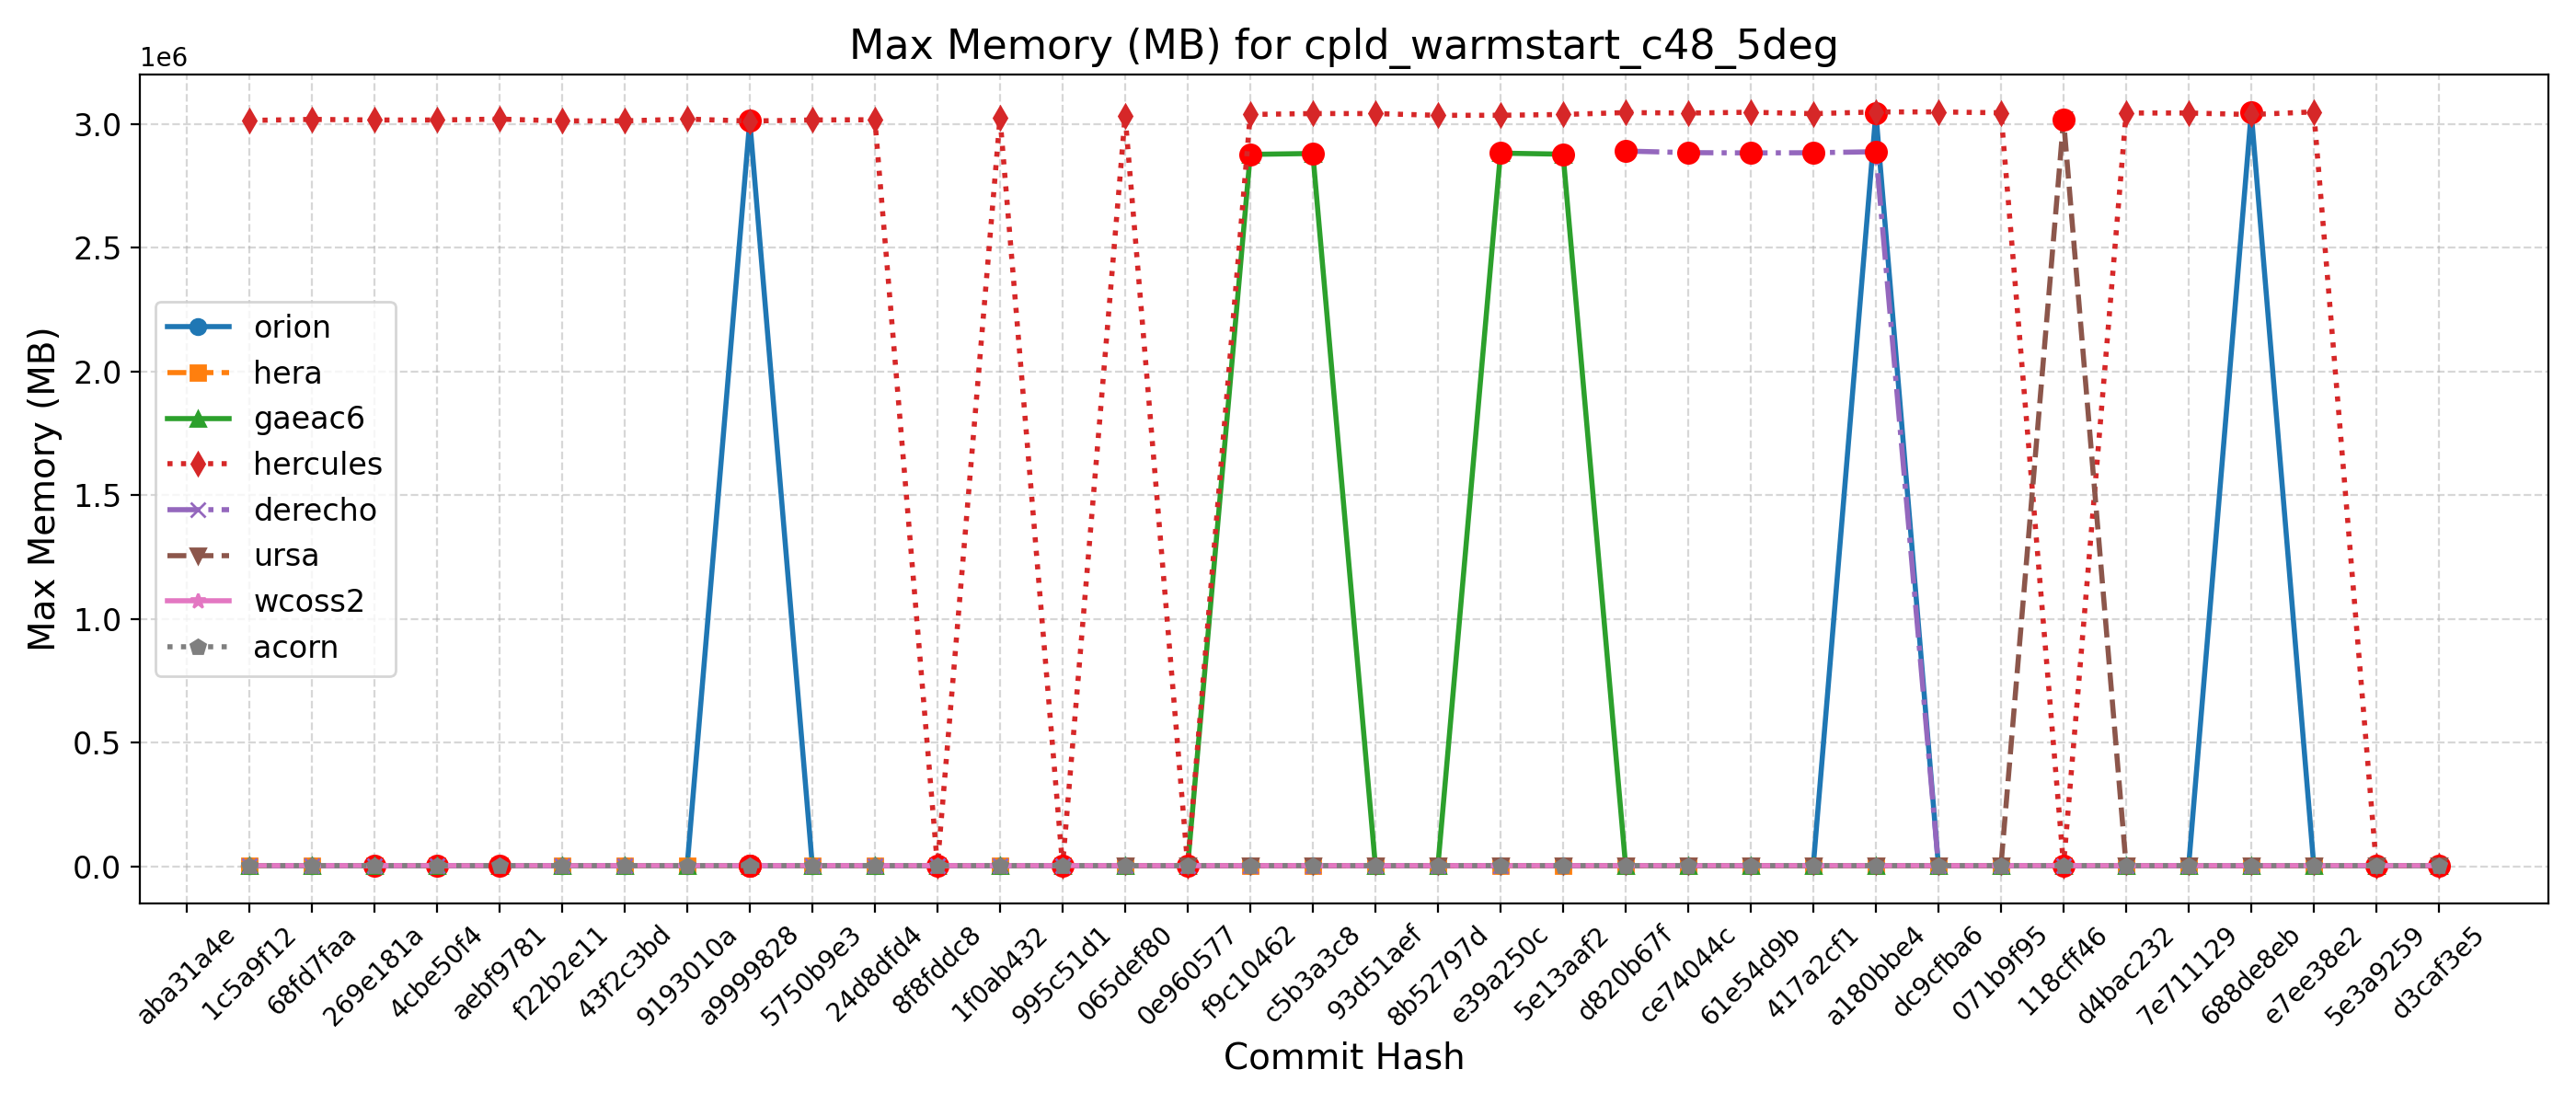 Max Memory (MB) for cpld_warmstart_c48_5deg
1e6
3.0
2.5
2.0
1.5
1.0
0.5
0.0
Max Memory (MB)
orion
hera
gaeac6
hercules
derecho
ursa
wcoss2
acorn
aba31a4e
1c5a9f12
68fd7faa
269e181a
4cbe50f4
aebf9781
f22b2e11
43f2c3bd
9193010a
a9999828
5750b9e3
24d8dfd4
8f8fddc8
1f0ab432
995c51d1
065def80
0e960577
f9c10462
c5b3a3c8
93d51aef
8b52797d
e39a250c
5e13aaf2
d820b67f
ce74044c
61e54d9b
417a2cf1
a180bbe4
dc9cfba6
071b9f95
118cff46
d4bac232
7e711129
688de8eb
e7ee38e2
5e3a9259
d3caf3e5
Commit Hash